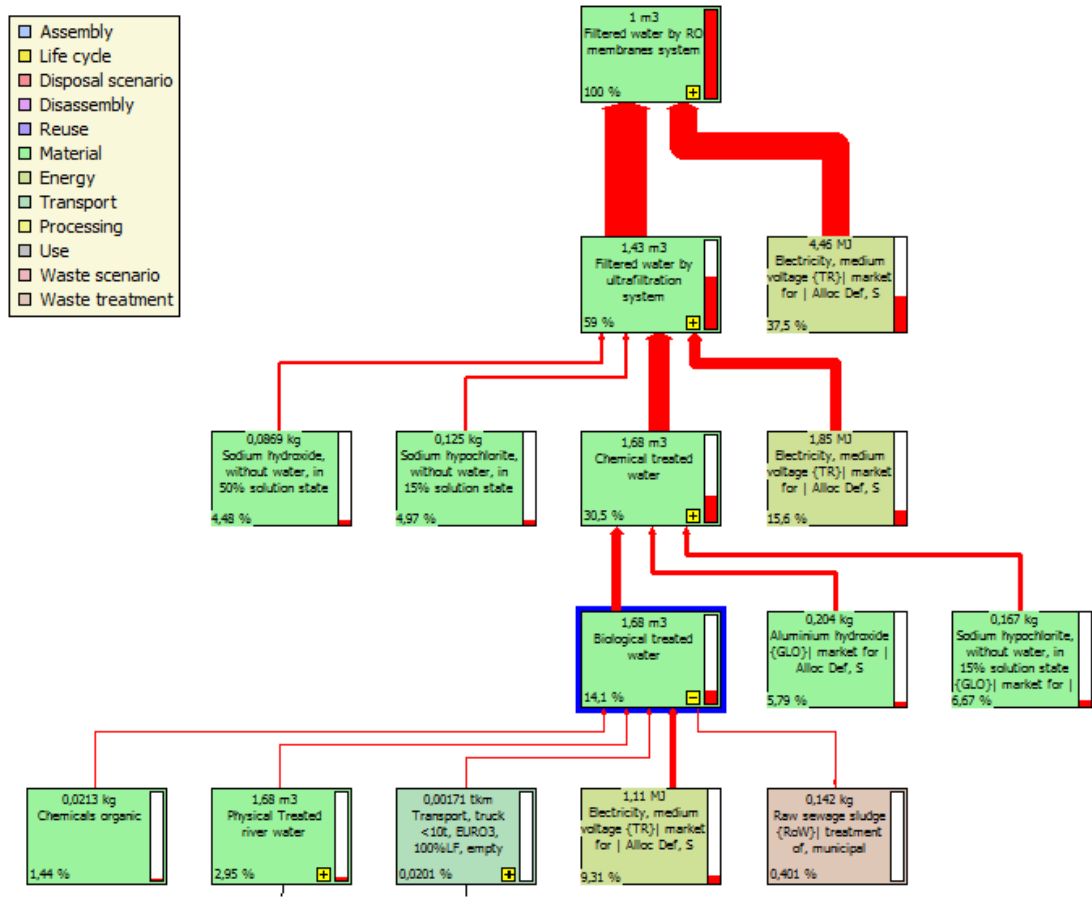 Assembly
Life cycle
Disposal scenario
Disassembly
Reuse
Material
Energy
Transport
Processing
Use
Waste scenario
Waste treatment
1 m3
Filtered water by RO
membranes system
100 %
1,43 m3
Filtered water by
ultrafiltration
system
59 %
4,46 MJ
Electricity, medium
voltage {TR}| market
for | Alloc Def, S
37,5 %
0,0869 kg
Sodium hydroxide,
without water, in
50% solution state
4,48 %
0,125 kg
Sodium hypochlorite,
without water, in
15% solution state
4,97 %
1,68 m3
Chemical treated
water
30,5 %
1,85 MJ
Electricity, medium
voltage {TR}| market
for | Alloc Def, S
15,6 %
1,68 m3
Biological treated
water
14,1 %
0,204 kg
Aluminium hydroxide
{GLO}| market for |
Alloc Def, S
5,79 %
0,167 kg
Sodium hypochlorite,
without water, in
15% solution state
{GLO}| market for |
6,67 %
0,0213 kg
Chemicals organic
1,44 %
1,68 m3
Physical Treated
river water
2,95 %
0,00171 tkm
Transport, truck
<10t, EURO3,
100%LF, empty
0,0201 %
1,11 MJ
Electricity, medium
voltage {TR}| market
for | Alloc Def, S
9,31 %
0,142 kg
Raw sewage sludge
{RoW}| treatment
of, municipal
0,401 %